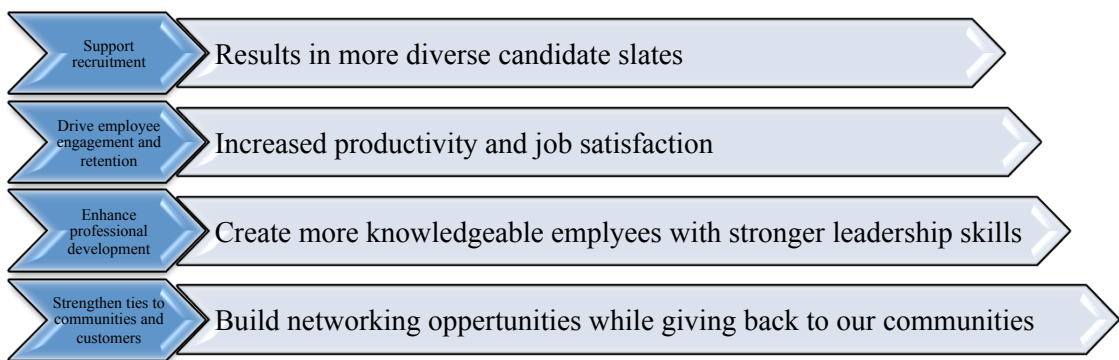 Support
recruitment
Results in more diverse candidate slates
Drive employee
engagement and
retention
Increased productivity and job satisfaction
Enhance
professional
development
Create more knowledgeable emplyees with stronger leadership skills
Strengthen ties to
communities and
customers
Build networking oppertunities while giving back to our communities